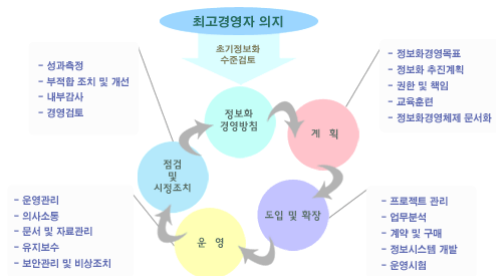 최고경영자 의지
초기정보화
수준검토
- 성과측정
- 부적합 조치 및 개선
- 내부감사
- 경영검토
- 정보화경영목표
- 정보화 추진계획
- 권한 및 책임
- 교육훈련
- 정보화경영체제 문서화
정보화
경영방침
계 획
점검
및
시정조치
도입 및 확장
운 영
- 운영관리
- 의사소통
- 문서 및 자료관리
- 유지보수
- 보안관리 및 비상조치
- 프로젝트 관리
- 업무분석
- 계약 및 구매
- 정보시스템 개발
- 운영시험